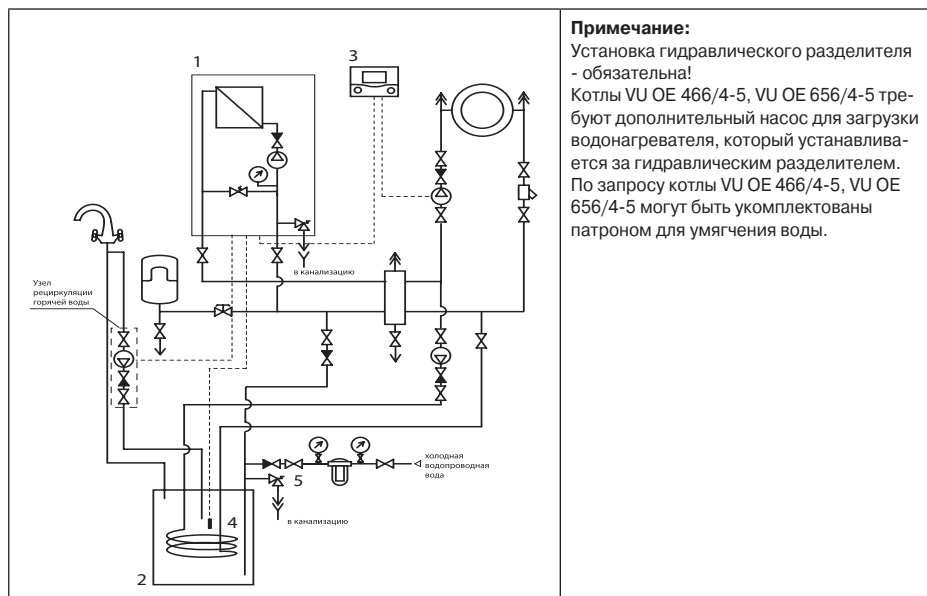 1
3
в канализацию
Узел
рециркуляции
горячей воды
холодная
водопроводная
вода
5
4
в канализацию
2
Примечание:
Установка гидравлического разделителя
- обязательна!
Котлы VU OE 466/4-5, VU OE 656/4-5 тре-
буют дополнительный насос для загрузки
водонагревателя, который устанавлива-
ется за гидравлическим разделителем.
По запросу котлы VU OE 466/4-5, VU OE
656/4-5 могут быть укомплектованы
патроном для умягчения воды.